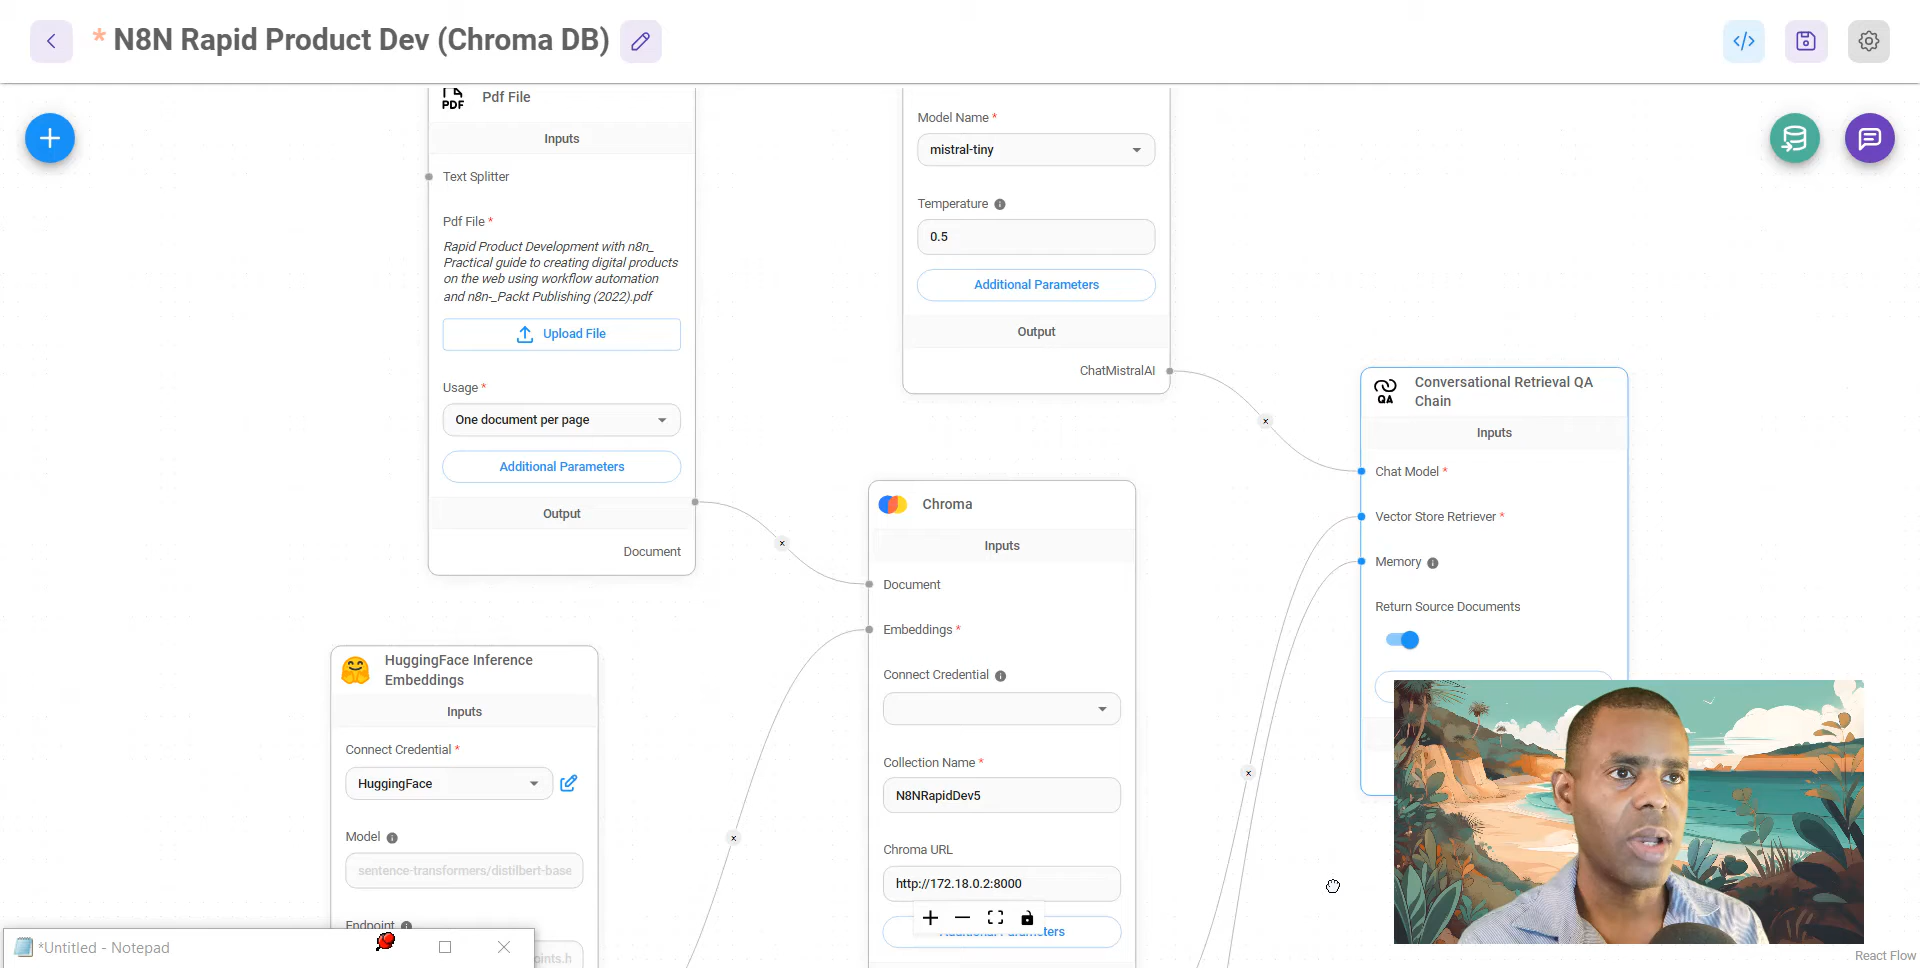 * N8N Rapid Product Dev (Chroma DB)
PDF
Pdf File
Inputs
Text Splitter
Pdf File *
Rapid Product Development with n8n_
Practical guide to creating digital products
on the web using workflow automation
and n8n-_Packt Publishing (2022).pdf
Upload File
Usage *
One document per page
Additional Parameters
Output
Document
Model Name *
mistral-tiny
Temperature
0.5
Additional Parameters
Output
ChatMistralAI
QA
Conversational Retrieval QA
Chain
Inputs
Chat Model *
Vector Store Retriever *
Memory
Return Source Documents
Chroma
Inputs
Document
Embeddings *
Connect Credential
Collection Name *
N8NRapidDev5
Chroma URL
http://172.18.0.2:8000
Additional Parameters
HuggingFace Inference
Embeddings
Inputs
Connect Credential *
HuggingFace
Model
sentence-transformers/distilbert-base
Endpoint
*Untitled - Notepad
React Flow